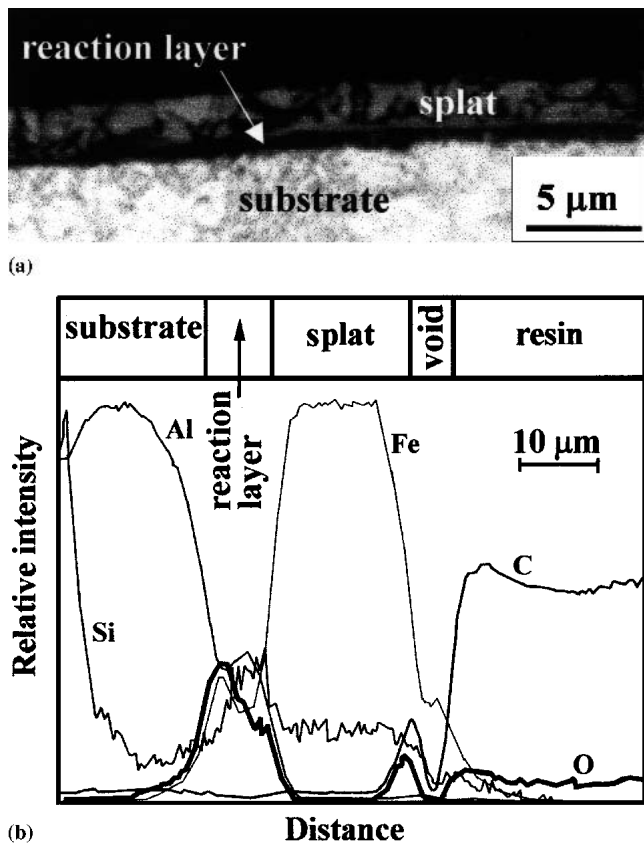 reaction layer
splat
substrate
5 μm
(a)
substrate
splat
void
resin
Al
reaction
layer
Fe
10 μm
C
Si
O
Relative intensity
Distance
(b)